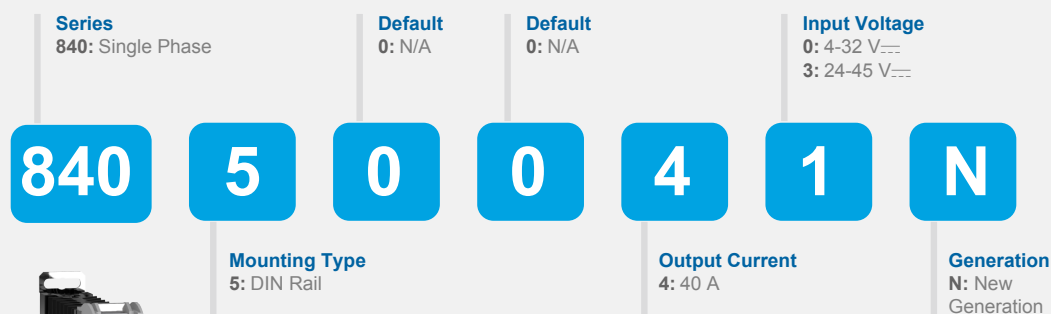 Series
840: Single Phase
Default
0: N/A
Default
0: N/A
Input Voltage
0: 4-32 V⎓
3: 24-45 V⎓
840 5 0 0 4 1 N
Mounting Type
5: DIN Rail
Output Current
4: 40 A
Generation
N: New
Generation